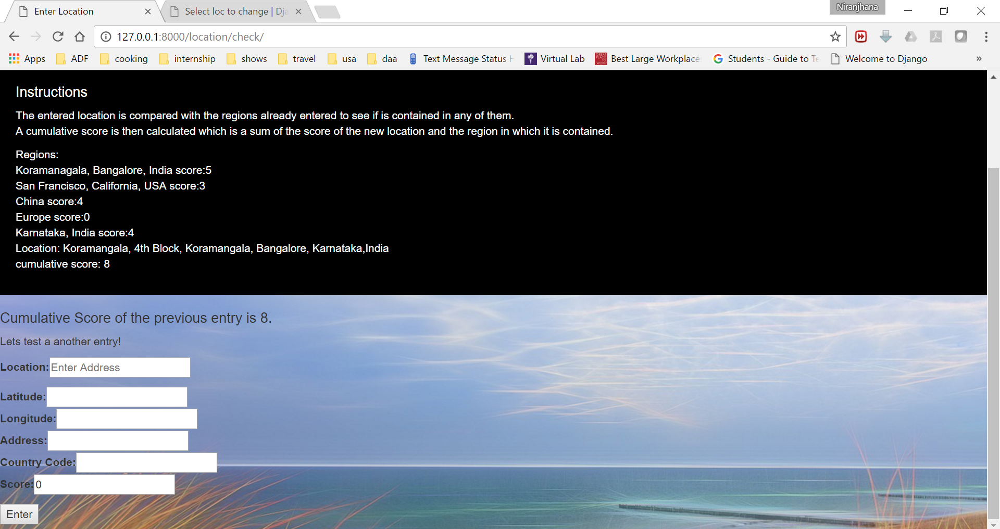 Enter Location
Select loc to change | Dja
Niranjhana
127.0.0.1:8000/location/check/
Apps ADF cooking internship shows travel usa daa Text Message Status Virtual Lab Best Large Workplace Students - Guide to Te Welcome to Django »
Instructions
The entered location is compared with the regions already entered to see if is contained in any of them.
A cumulative score is then calculated which is a sum of the score of the new location and the region in which it is contained.
Regions:
Koramanagala, Bangalore, India score:5
San Francisco, California, USA score:3
China score:4
Europe score:0
Karnataka, India score:4
Location: Koramangala, 4th Block, Koramangala, Bangalore, Karnataka,India
cumulative score: 8
Cumulative Score of the previous entry is 8.
Lets test a another entry!
Location: Enter Address
Latitude:
Longitude:
Address:
Country Code:
Score: 0
Enter